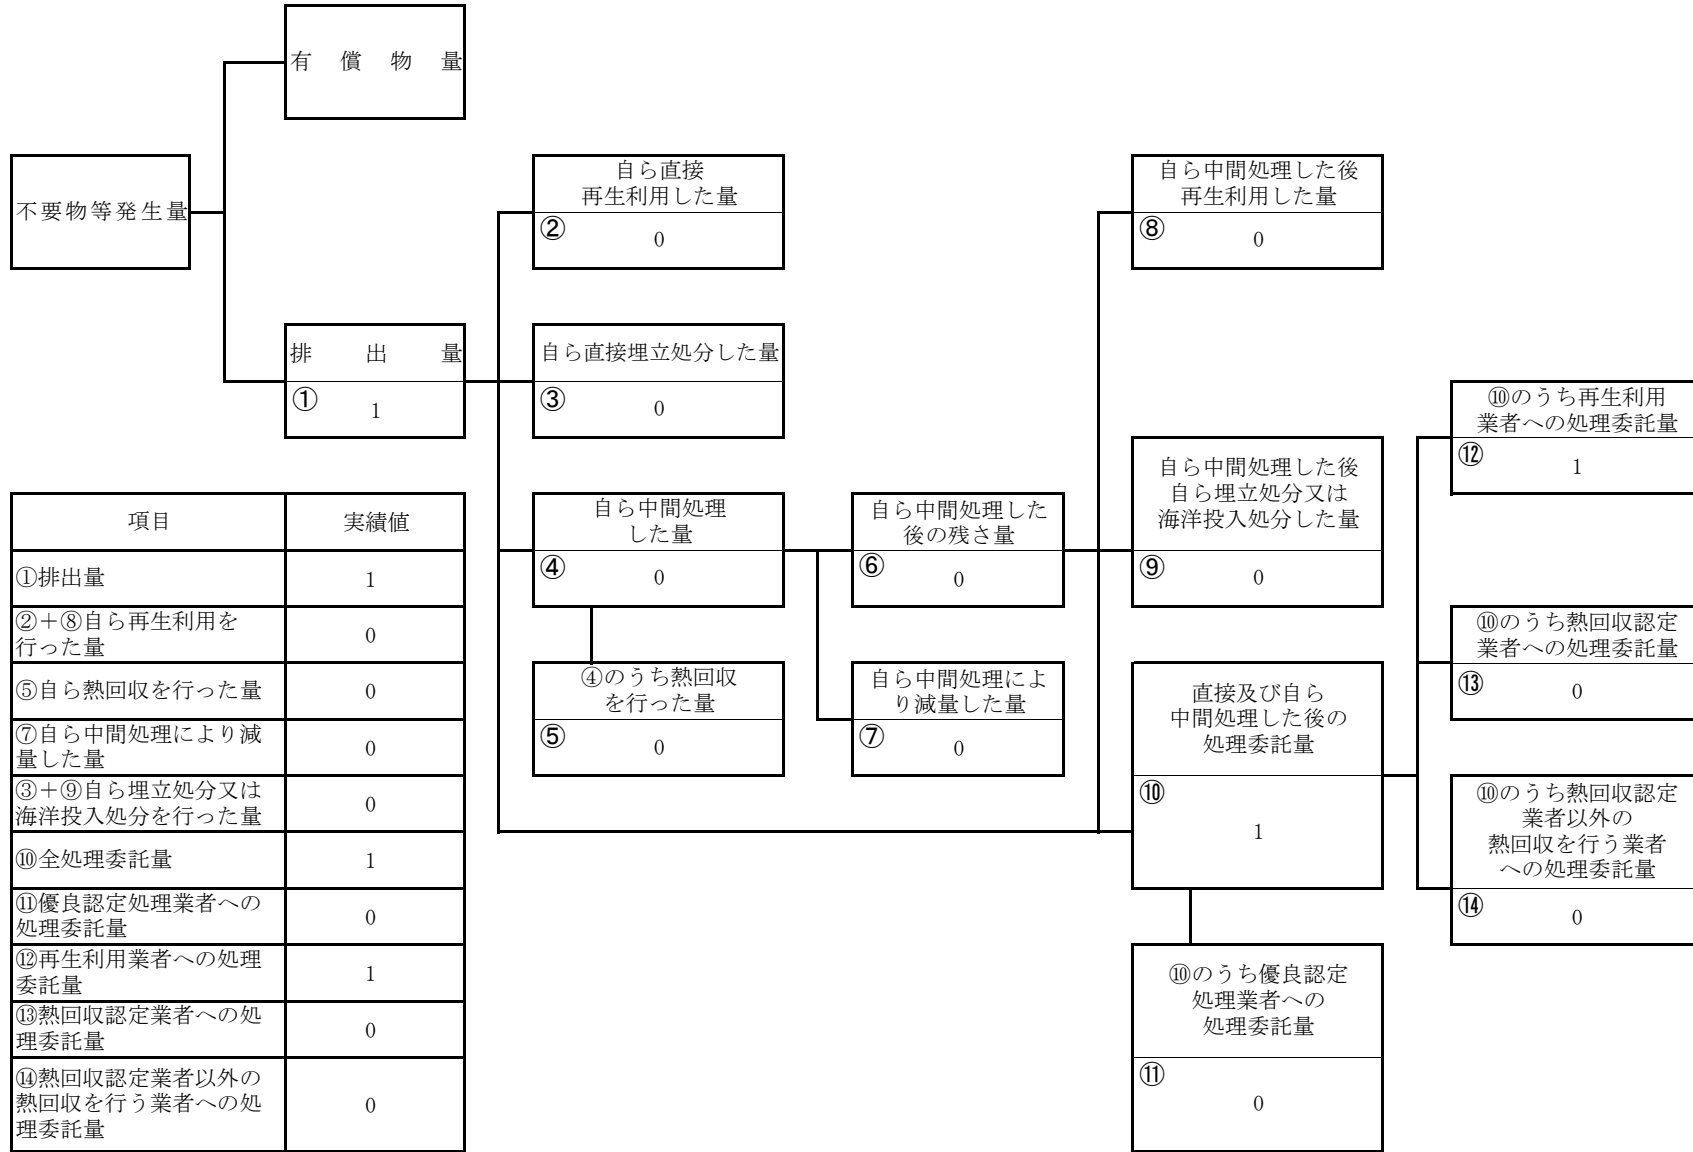 有償物量
不要物等発生量
排出量
①
1
自ら直接
再生利用した量
②
0
自ら直接埋立処分した量
③
0
自ら中間処理
した量
④
0
④のうち熱回収
を行った量
⑤
0
自ら中間処理した
後の残さ量
⑥
0
自ら中間処理によ
り減量した量
⑦
0
自ら中間処理した後
再生利用した量
⑧
0
自ら中間処理した後
自ら埋立処分又は
海洋投入処分した量
⑨
0
直接及び自ら
中間処理した後の
処理委託量
⑩
1
⑩のうち優良認定
処理業者への
処理委託量
⑪
0
⑩のうち再生利用
業者への処理委託量
⑫
1
⑩のうち熱回収認定
業者への処理委託量
⑬
0
⑩のうち熱回収認定
業者以外の
熱回収を行う業者
への処理委託量
⑭
0
項目 実績値
①排出量 1
②＋⑧自ら再生利用を
行った量 0
⑤自ら熱回収を行った量 0
⑦自ら中間処理により減
量した量 0
③＋⑨自ら埋立処分又は
海洋投入処分を行った量 0
⑩全処理委託量 1
⑪優良認定処理業者への
処理委託量 0
⑫再生利用業者への処理
委託量 1
⑬熱回収認定業者への処
理委託量 0
⑭熱回収認定業者以外の
熱回収を行う業者への処
理委託量 0